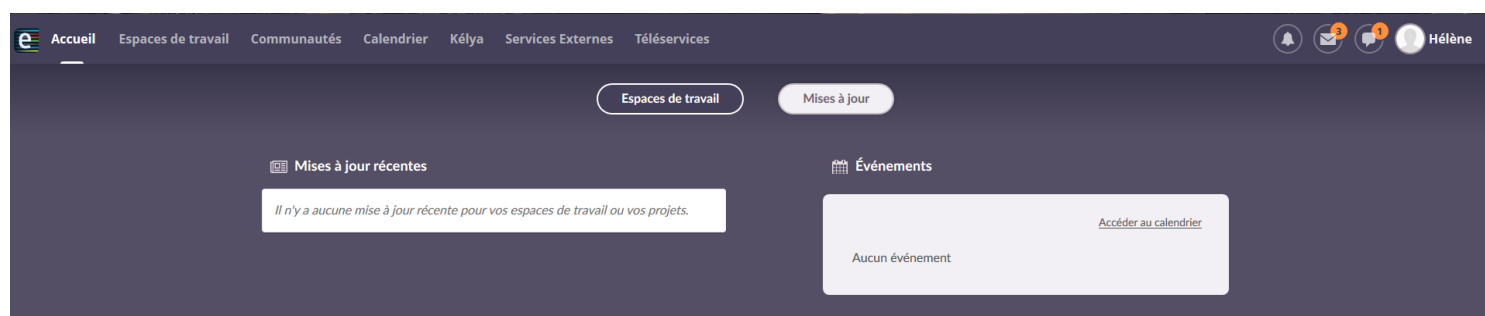 e Accueil Espaces de travail Communautés Calendrier Kélya Services Externes Téléservices 3 1 Hélène
Espaces de travail Mises à jour
Mises à jour récentes
Il n'y a aucune mise à jour récente pour vos espaces de travail ou vos projets.
Événements
Accéder au calendrier
Aucun événement